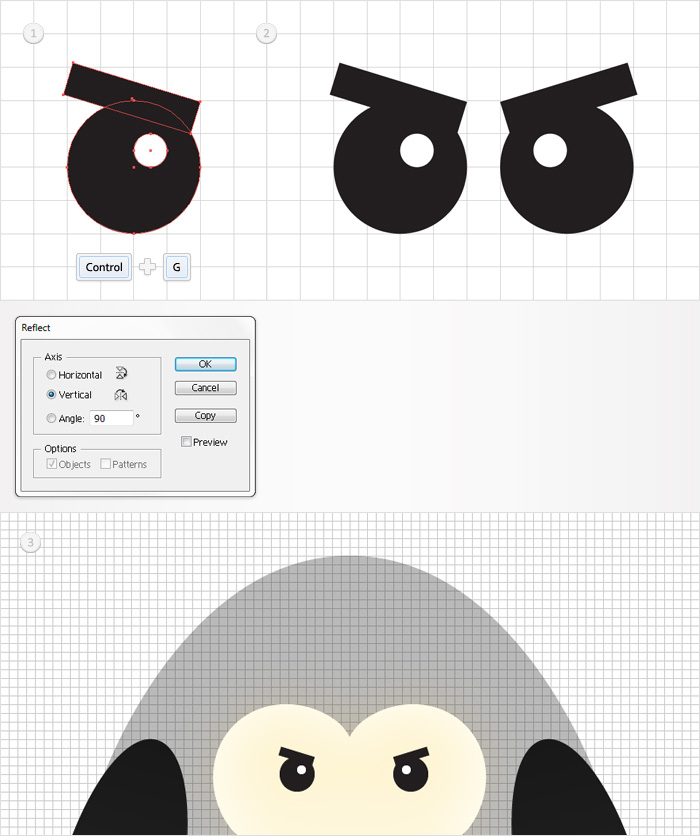 1
2
Control
G
Reflect
Axis
Horizontal
Vertical
Angle: 90 °
Options
Objects Patterns
OK
Cancel
Copy
Preview
3